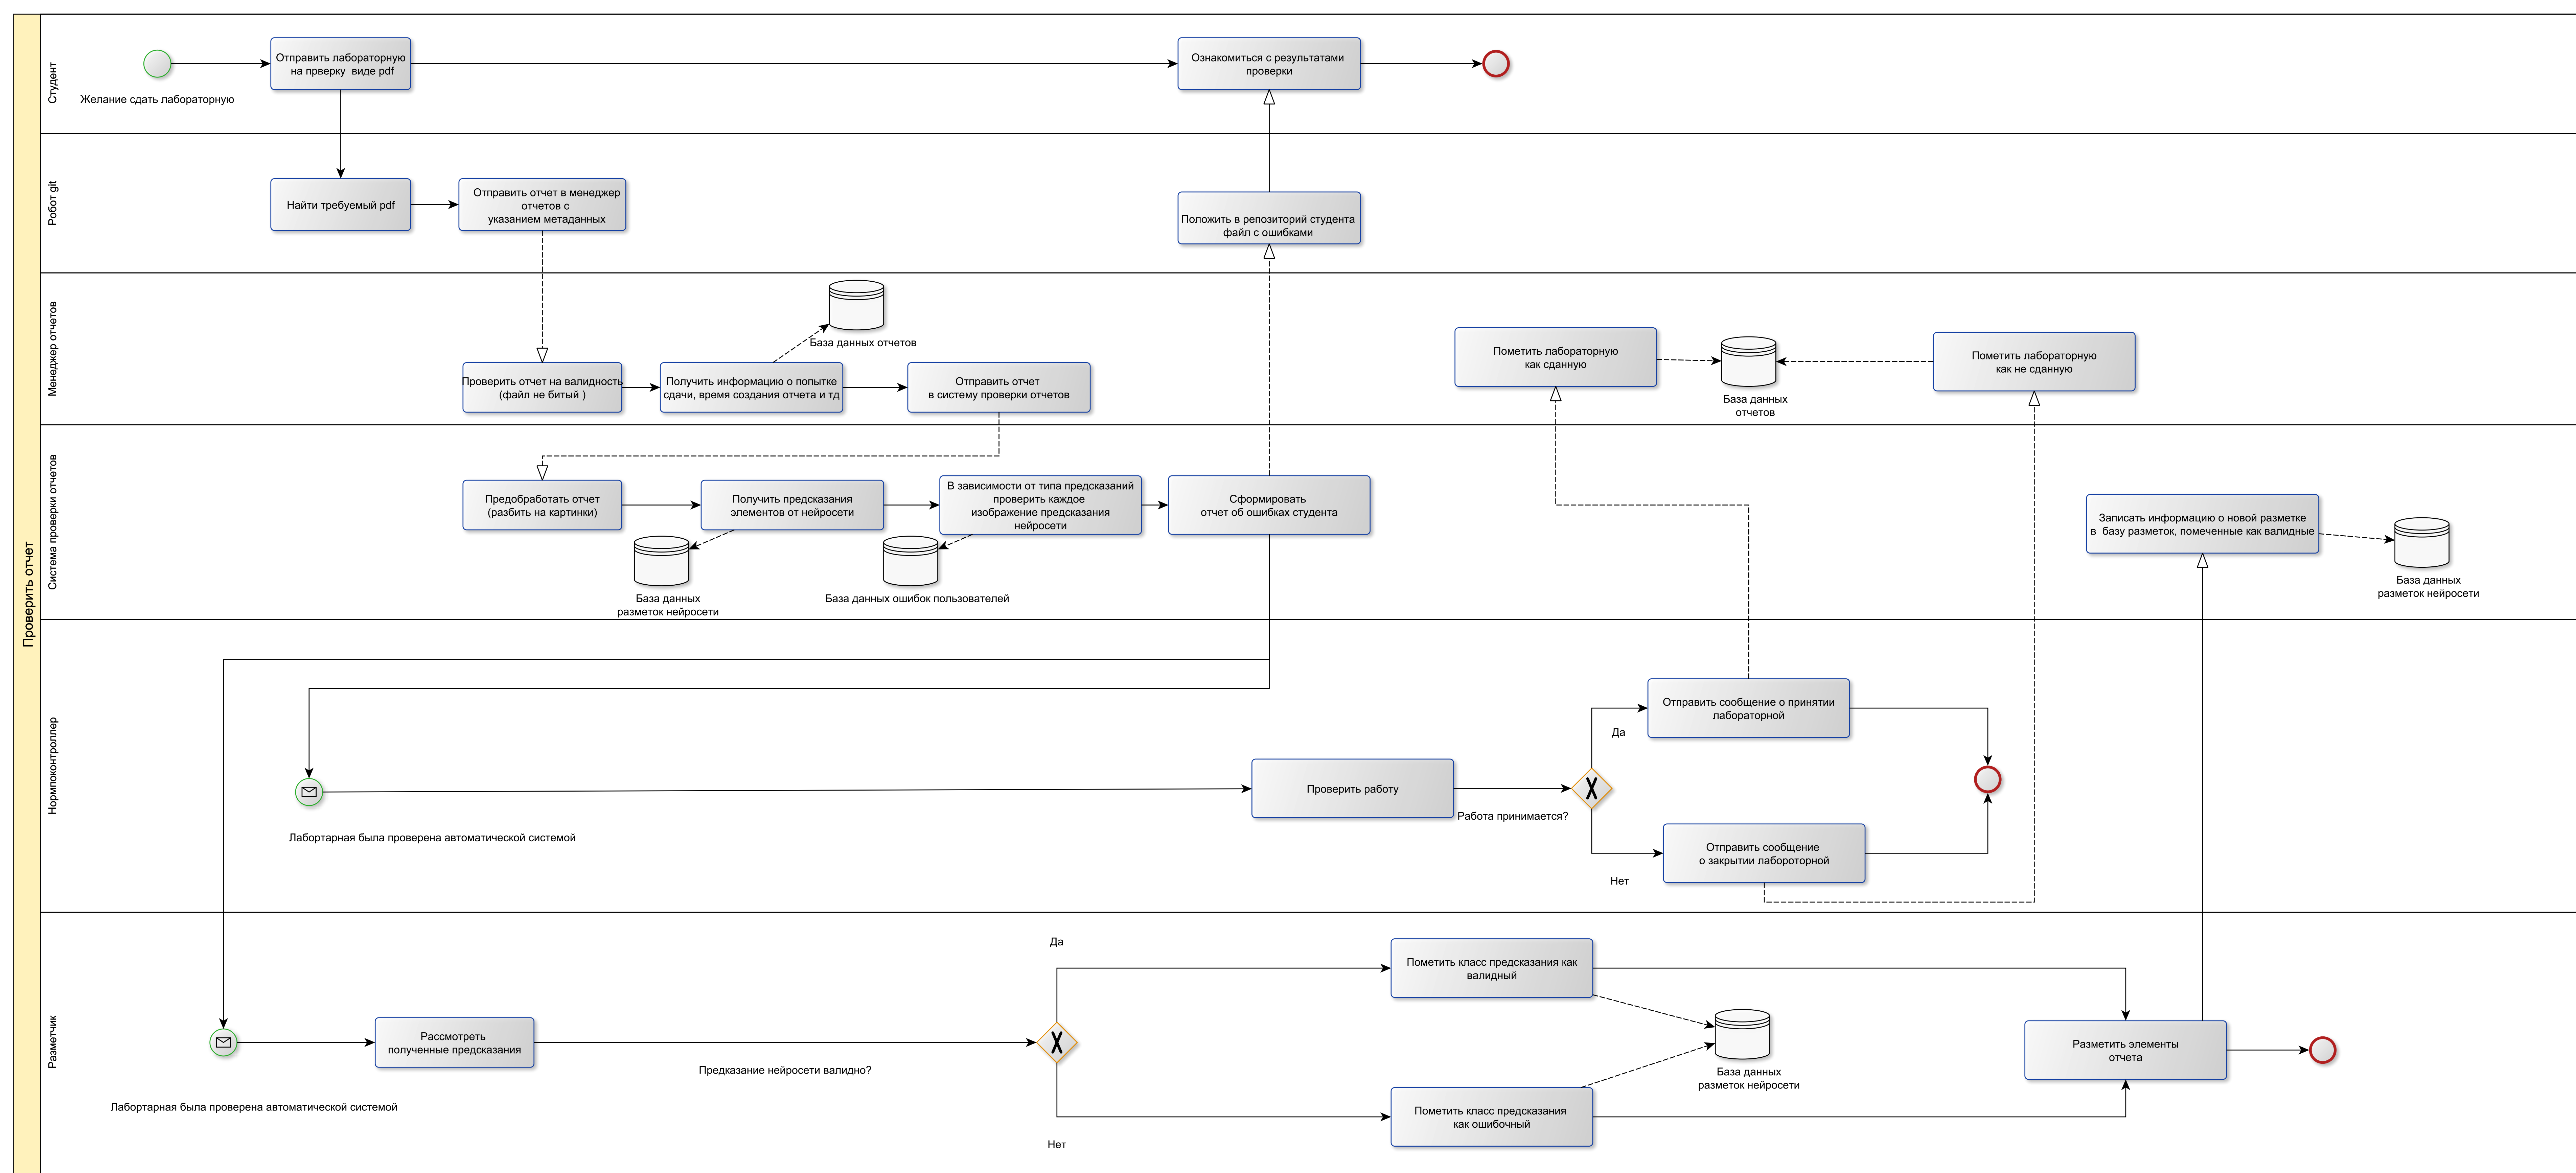 Проверить отчет
Студент
Желание сдать лабораторную
Отправить лабораторную
на прверку виде pdf
Ознакомиться с результатами
проверки
Робот git
Найти требуемый pdf
Отправить отчет в менеджер
отчетов с
указанием метаданных
Положить в репозиторий студента
файл с ошибками
Менеджер отчетов
База данных отчетов
Проверить отчет на валидность
(файл не битый )
Получить информацию о попытке
сдачи, время создания отчета и тд
Отправить отчет
в систему проверки отчетов
Пометить лабораторную
как сданную
База данных
отчетов
Пометить лабораторную
как не сданную
Система проверки отчетов
Предобработать отчет
(разбить на картинки)
Получить предсказания
элементов от нейросети
В зависимости от типа предсказаний
проверить каждое
изображение предсказания
нейросети
Сформировать
отчет об ошибках студента
База данных
разметок нейросети
База данных ошибок пользователей
Записать информацию о новой разметке
в базу разметок, помеченные как валидные
База данных
разметок нейросети
Нормпоконтроллер
Лабортарная была проверена автоматической системой
Проверить работу
Работа принимается?
Да
Отправить сообщение о принятии
лабораторной
Нет
Отправить сообщение
о закрытии лабороторной
Разметчик
Лабортарная была проверена автоматической системой
Рассмотреть
полученные предсказания
Предказание нейросети валидно?
Да
Пометить класс предсказания как
валидный
База данных
разметок нейросети
Нет
Пометить класс предсказания
как ошибочный
Разметить элементы
отчета